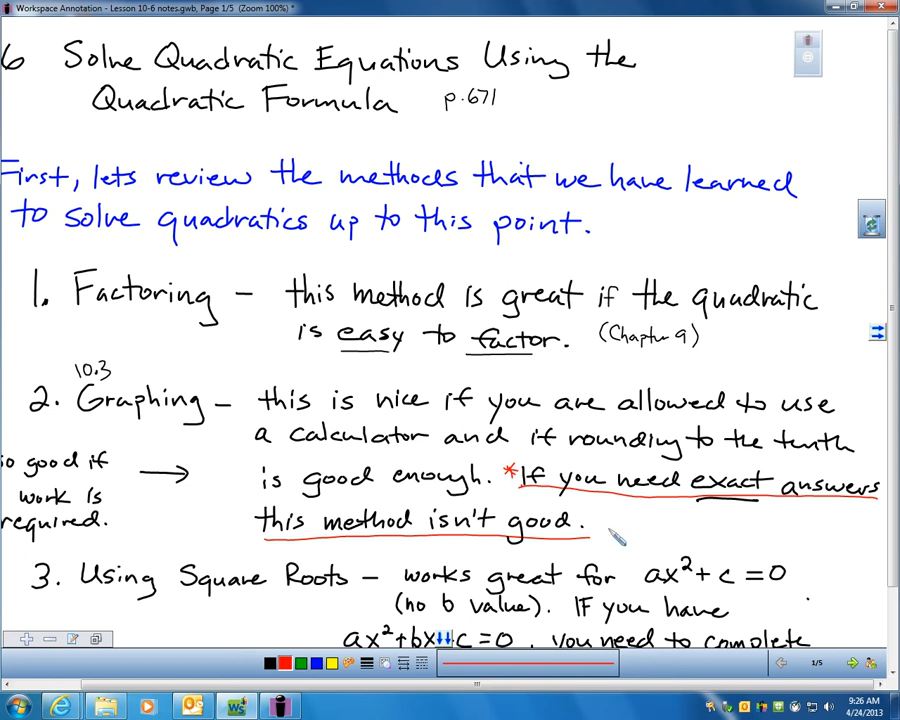 Workspace Annotation - Lesson 10-6 notes.gwb, Page 1/5 (Zoom 100%) *
6 Solve Quadratic Equations Using the
Quadratic Formula p.671
First, lets review the methods that we have learned
to solve quadratics up to this point.
1. Factoring - this method is great if the quadratic
is easy to factor. (Chapter 9)
10.3
2. Graphing - this is nice if you are allowed to use
a calculator and if rounding to the tenth
is good enough. *If you need exact answers
this method isn't good.
o good if
work is
required.
3. Using Square Roots - works great for ax²+c=0
(no b value). IF you have
ax²+bx+c=0, you need to complete
1/5
9:26 AM
4/24/2013